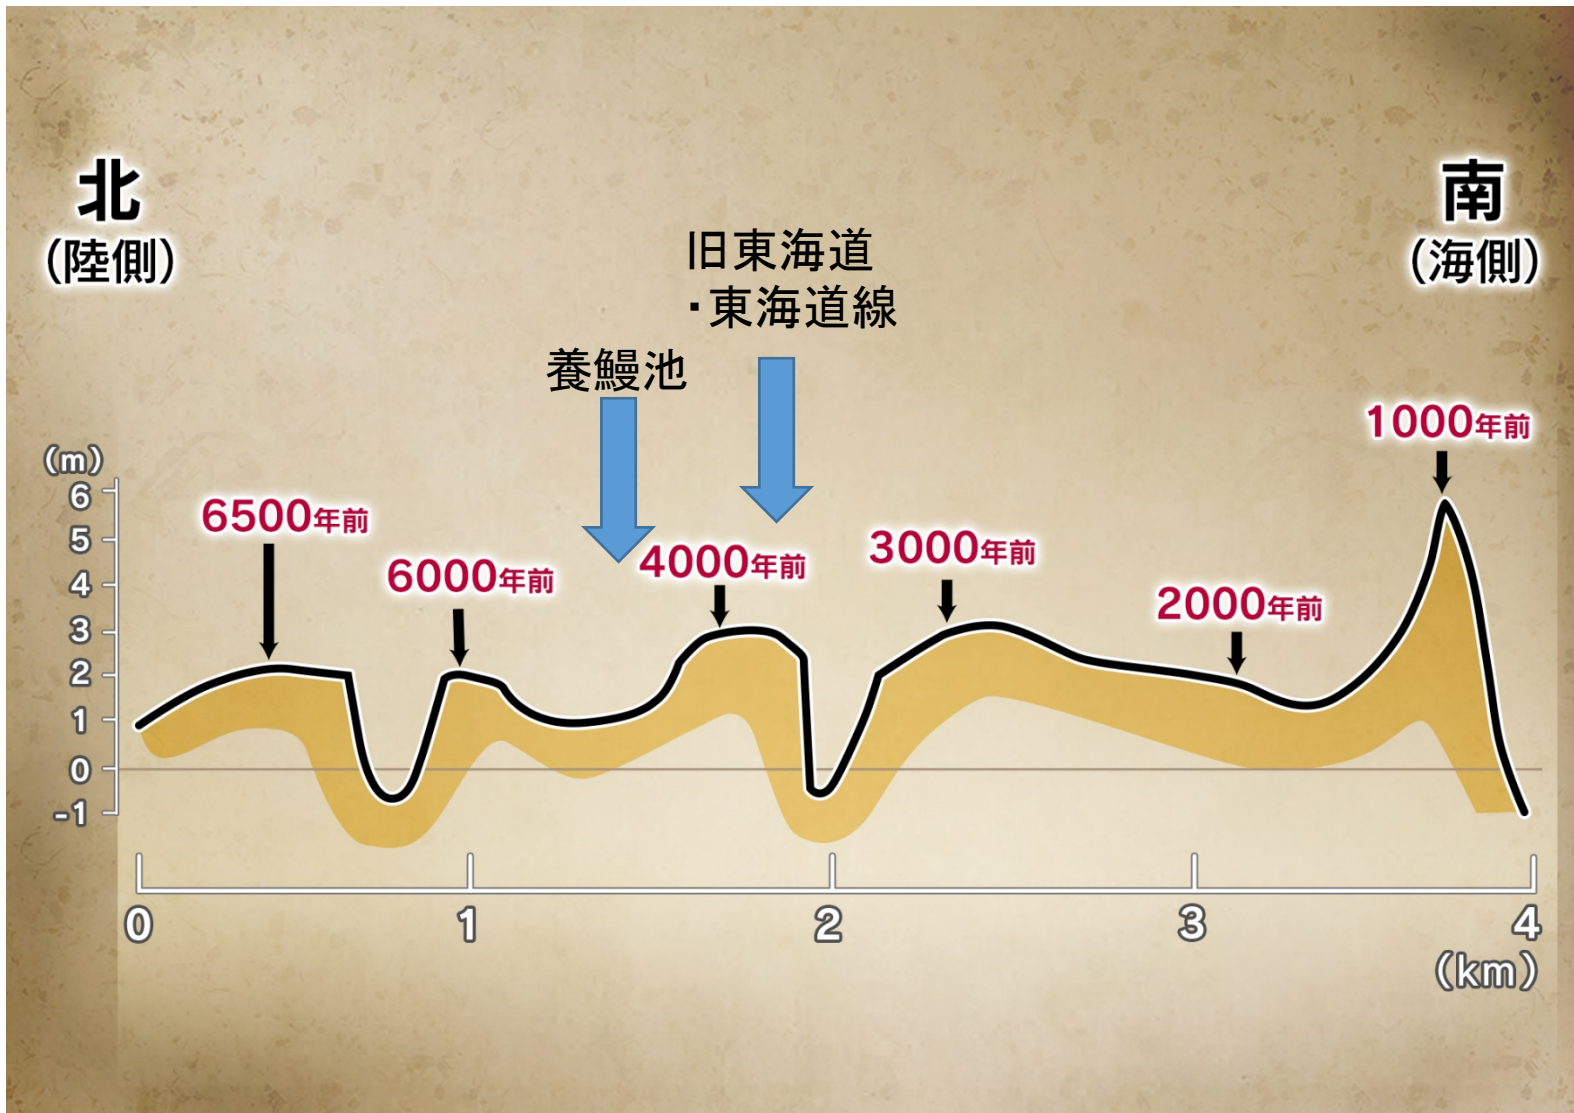 北
（陸側）
南
（海側）
旧東海道
・東海道線
養鰻池
1000年前
（m）
6
5
4
3
2
1
0
-1
6500年前
6000年前
4000年前
3000年前
2000年前
0
1
2
3
4
（km）